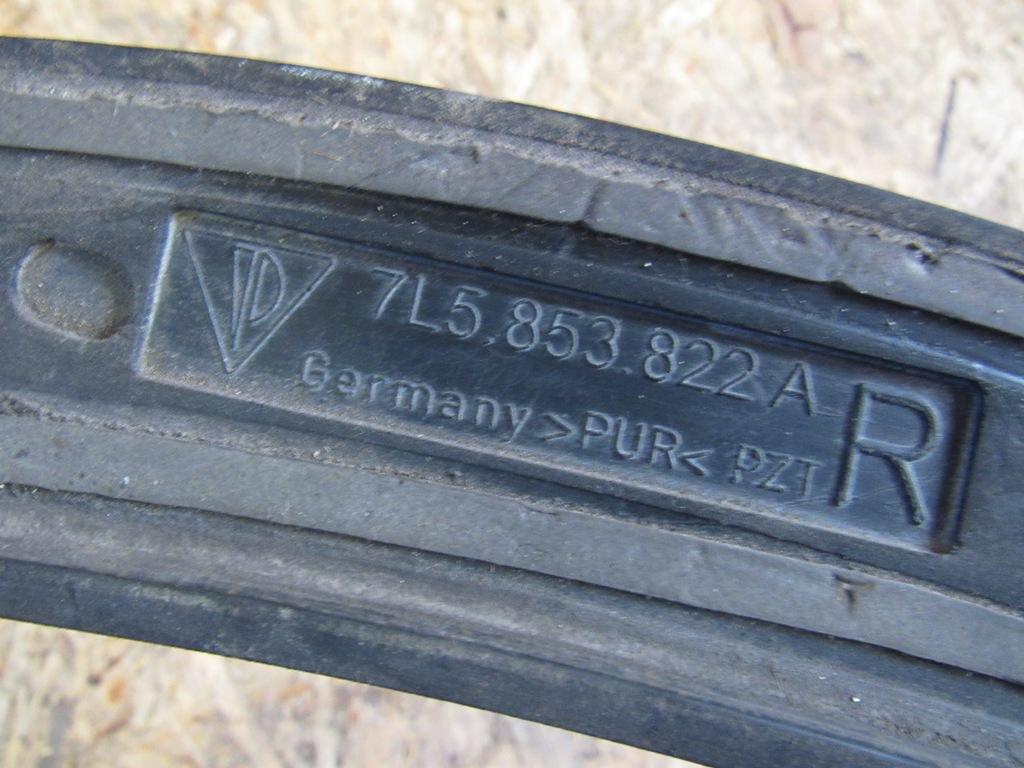 7L5.853.822 A
Germany >PUR< PZT
R